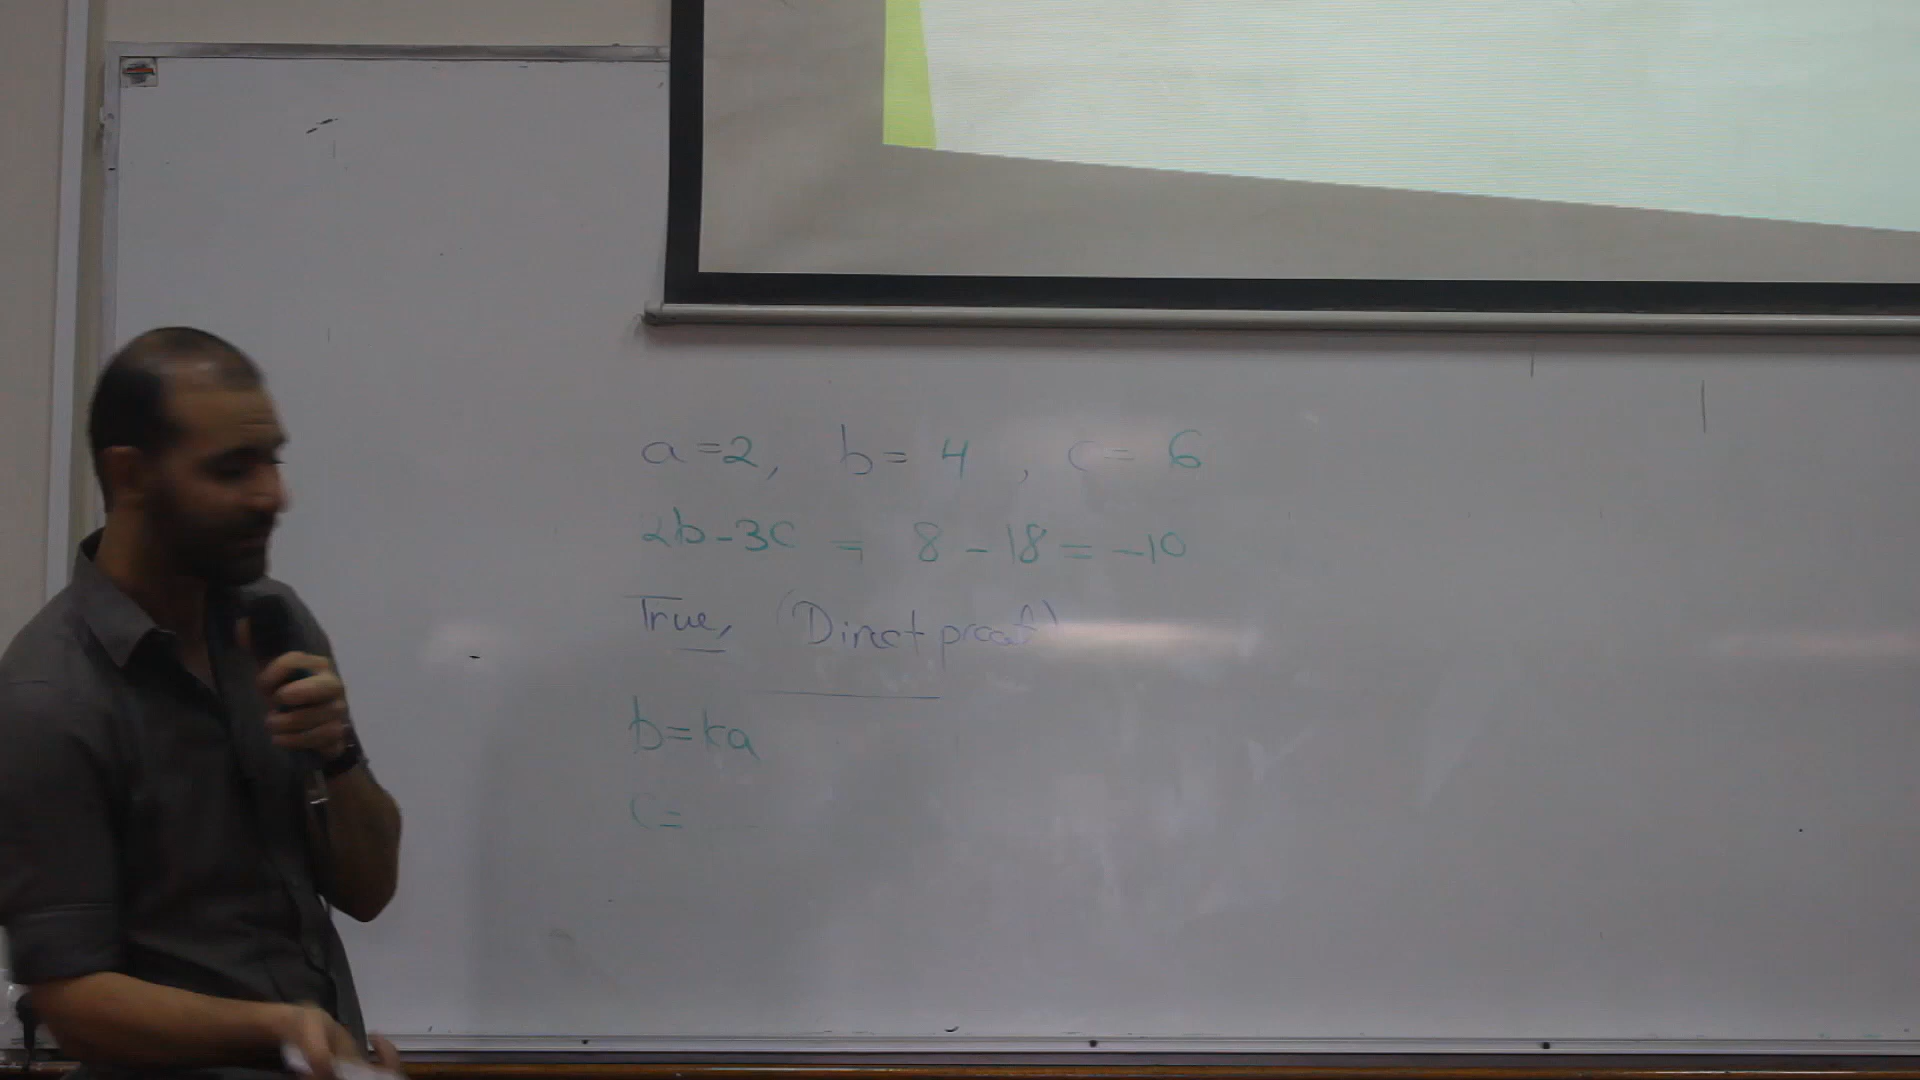 a=2, b= 4 , c= 6
2b-3c = 8 - 18 = -10
True, (Direct proof)
b=ka
c=